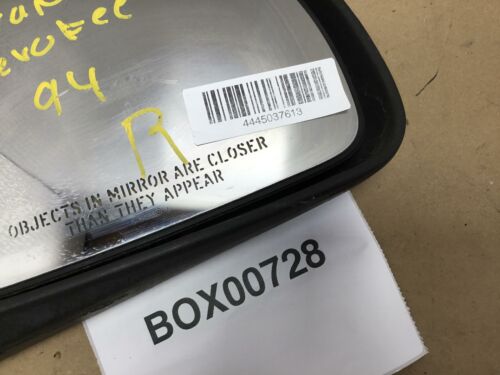 94
R
4445037613
OBJECTS IN MIRROR ARE CLOSER
THAN THEY APPEAR
BOX00728